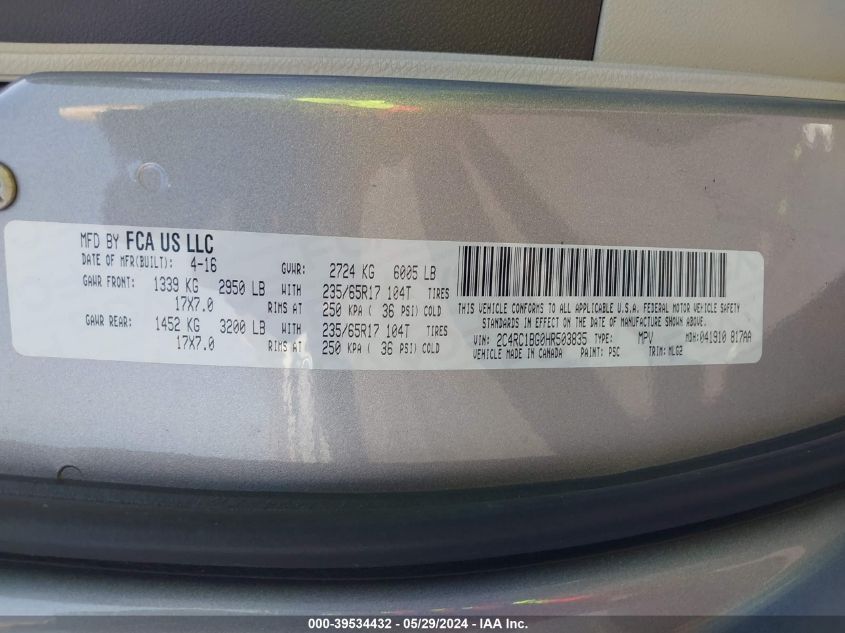 MFD BY FCA US LLC
DATE OF MFR(BUILT): 4-16 GVWR: 2724 KG 6005 LB
GAWR FRONT: 1339 KG 2950 LB WITH 235/65R17 104T TIRES
17X7.0 RIMS AT 250 KPA ( 36 PSI) COLD
GAWR REAR: 1452 KG 3200 LB WITH 235/65R17 104T TIRES
17X7.0 RIMS AT 250 KPA ( 36 PSI) COLD
THIS VEHICLE CONFORMS TO ALL APPLICABLE U.S.A. FEDERAL MOTOR VEHICLE SAFETY
STANDARDS IN EFFECT ON THE DATE OF MANUFACTURE SHOWN ABOVE.
VIN: 2C4RC1BG0HR503835 TYPE: MPV MDH: 041910 817AA
VEHICLE MADE IN CANADA PAINT: PSC TRIM: MLG2
000-39534432 - 05/29/2024 - IAA Inc.